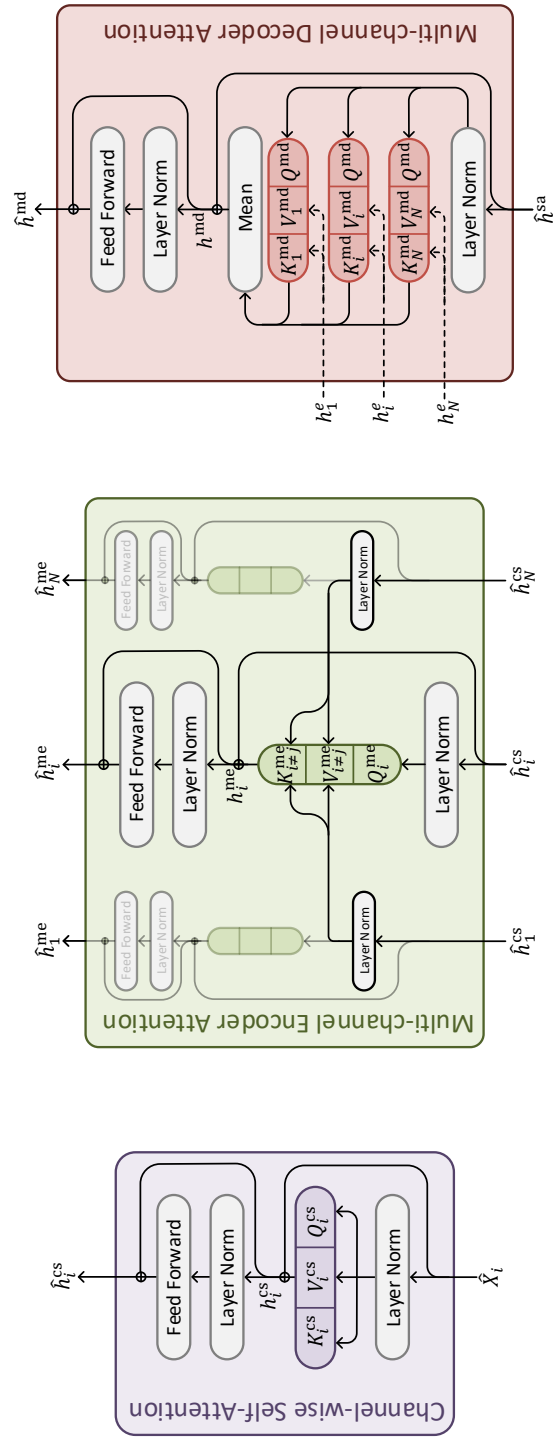 Channel-wise Self-Attention
ĥ_i^cs
Feed Forward
Layer Norm
h_i^cs
K_i^cs V_i^cs Q_i^cs
Layer Norm
X̂_i
Multi-channel Encoder Attention
ĥ_1^me
Feed Forward
Layer Norm
Layer Norm
ĥ_1^cs
ĥ_i^me
Feed Forward
Layer Norm
h_i^me
K_{i≠j}^me
V_{i≠j}^me
Q_i^me
Layer Norm
ĥ_i^cs
ĥ_N^me
Feed Forward
Layer Norm
Layer Norm
ĥ_N^cs
Multi-channel Decoder Attention
ĥ^md
Feed Forward
Layer Norm
h^md
Mean
K_1^md V_1^md Q^md
K_i^md V_i^md Q^md
K_N^md V_N^md Q^md
h_1^e
h_i^e
h_N^e
Layer Norm
ĥ^sa